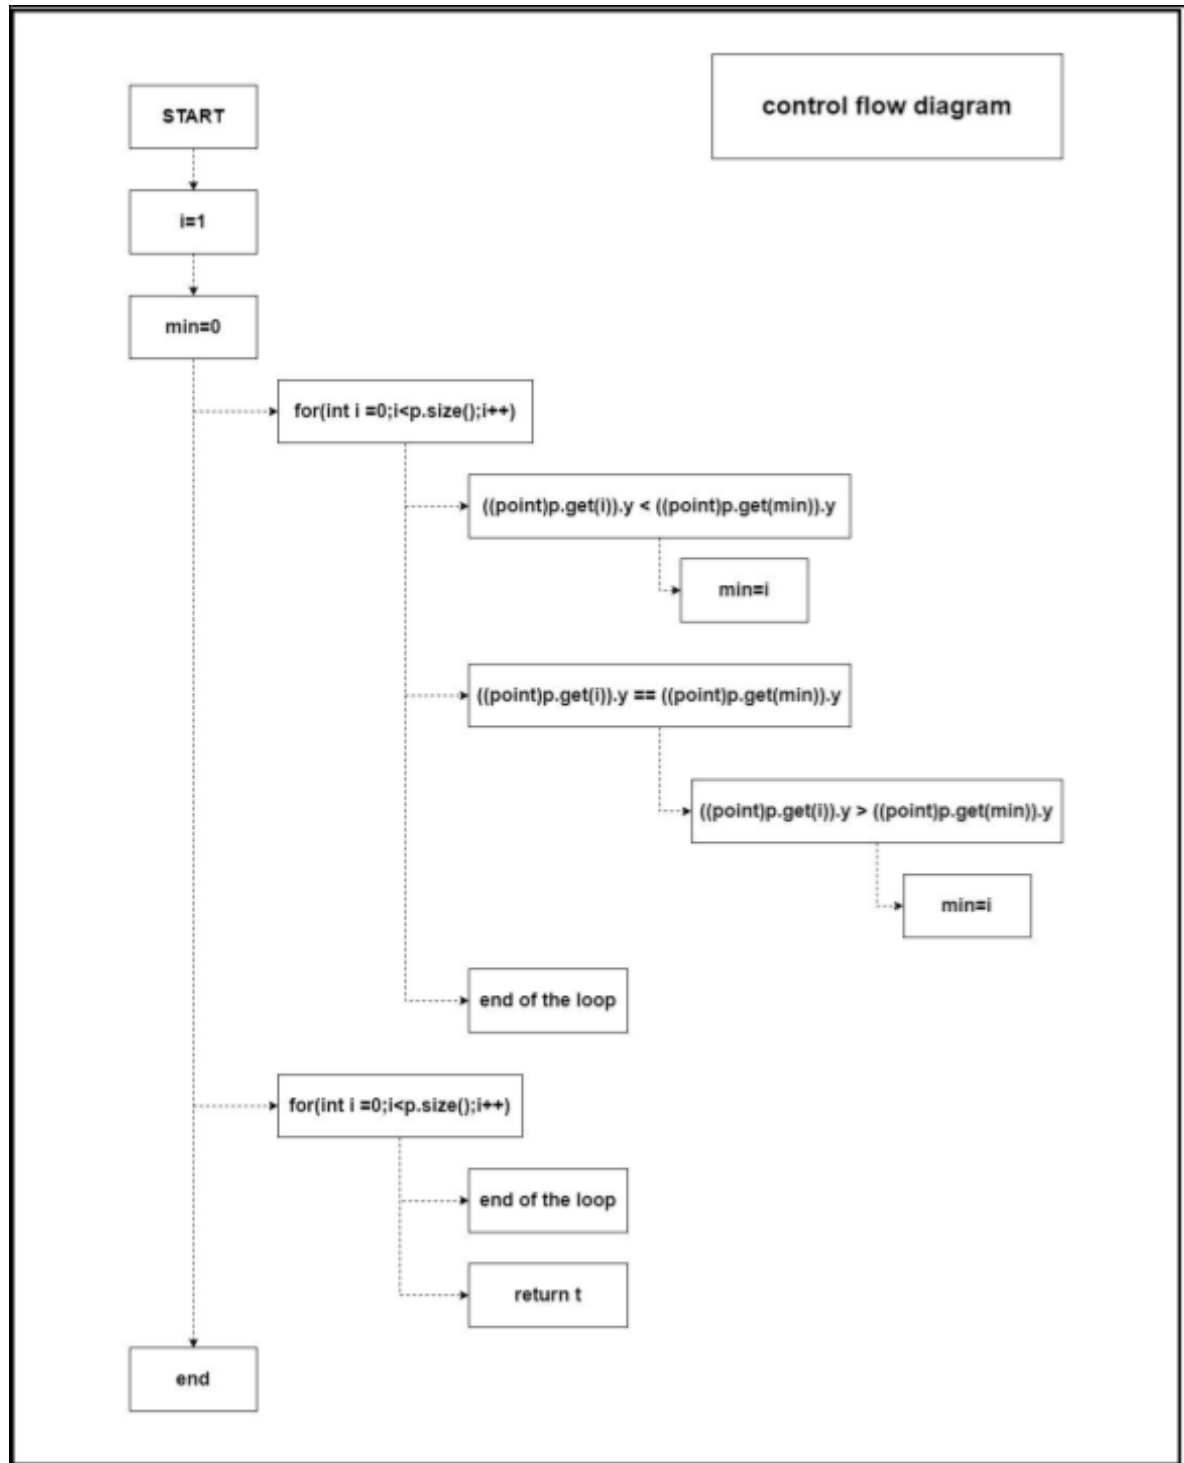 control flow diagram
START
i=1
min=0
for(int i =0;i<p.size();i++)
((point)p.get(i)).y < ((point)p.get(min)).y
min=i
((point)p.get(i)).y == ((point)p.get(min)).y
((point)p.get(i)).y > ((point)p.get(min)).y
min=i
end of the loop
for(int i =0;i<p.size();i++)
end of the loop
return t
end